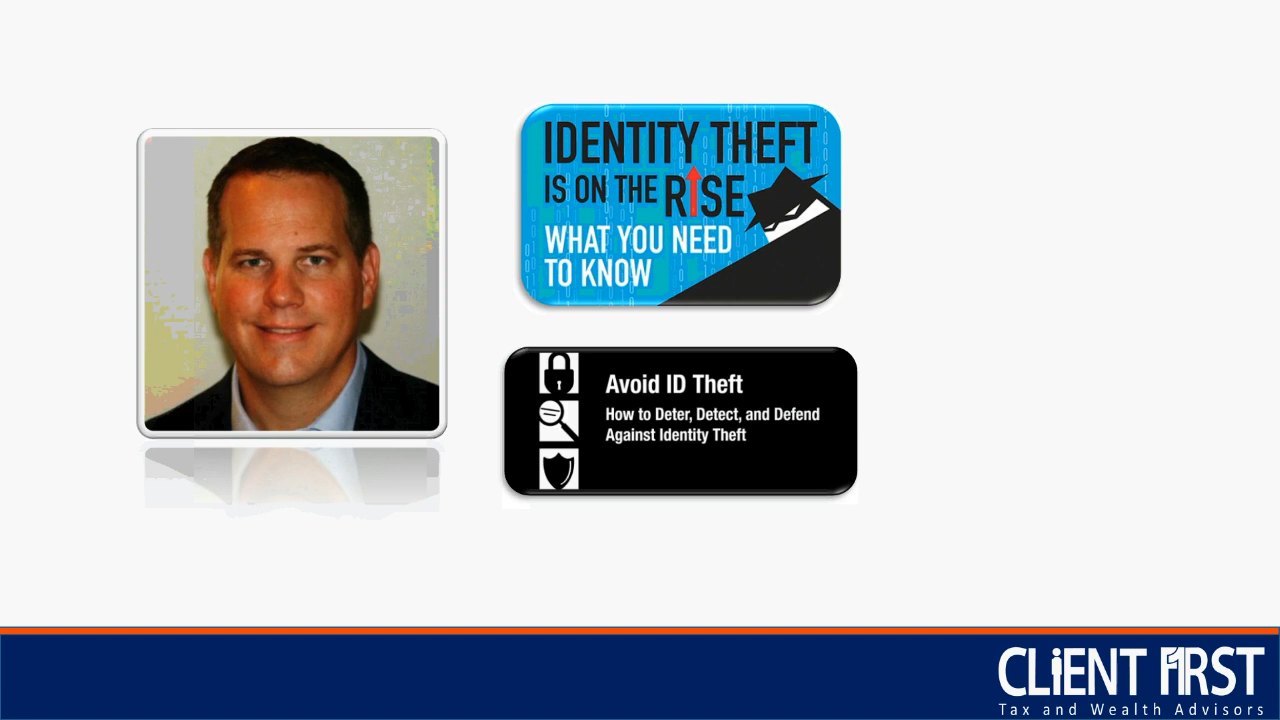 IDENTITY THEFT
IS ON THE RISE
WHAT YOU NEED
TO KNOW
Avoid ID Theft
How to Deter, Detect, and Defend
Against Identity Theft
CLiENT FIRST
Tax and Wealth Advisors